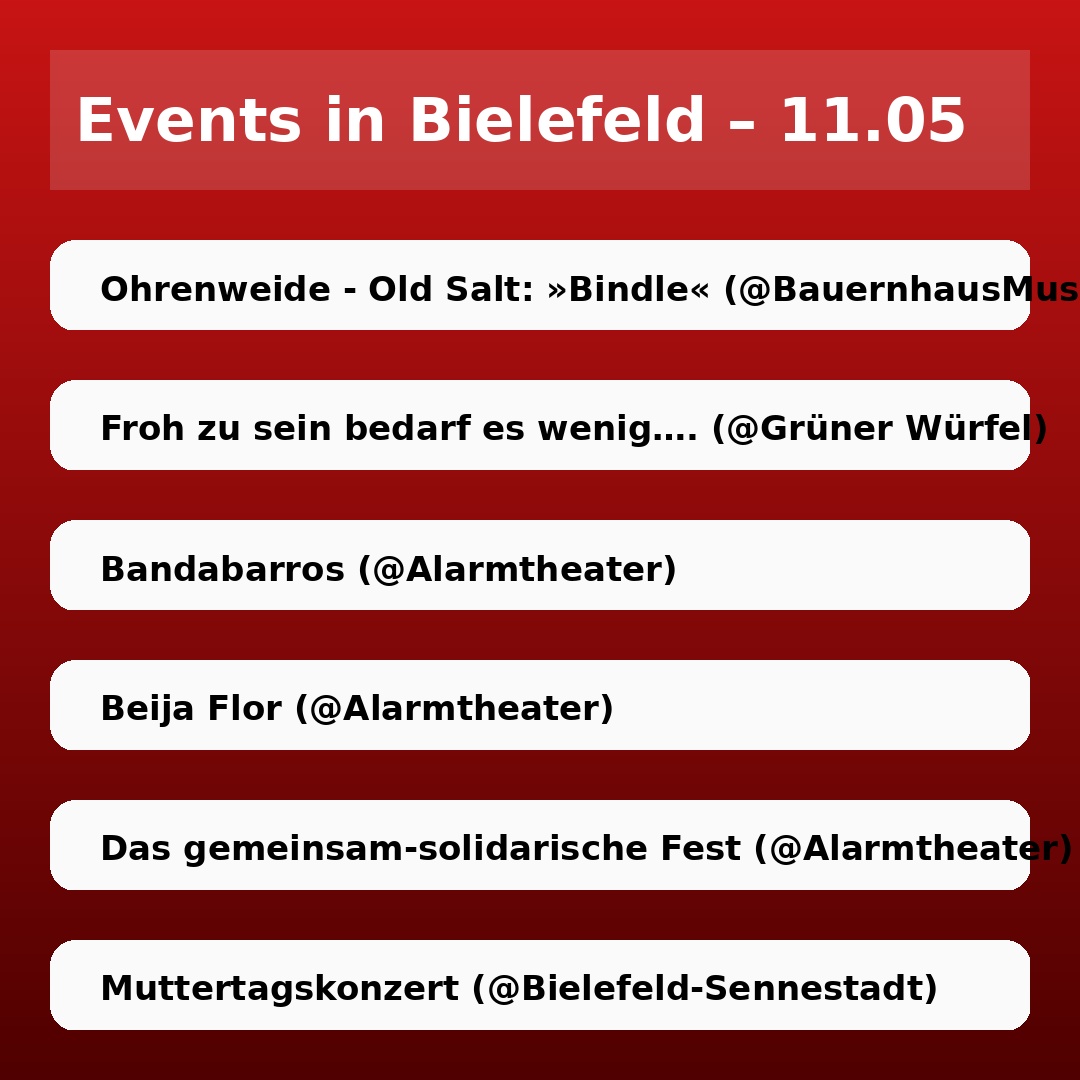 Events in Bielefeld – 11.05
Ohrenweide - Old Salt: »Bindle« (@BauernhausMus
Froh zu sein bedarf es wenig.... (@Grüner Würfel)
Bandabarros (@Alarmtheater)
Beija Flor (@Alarmtheater)
Das gemeinsam-solidarische Fest (@Alarmtheater)
Muttertagskonzert (@Bielefeld-Sennestadt)